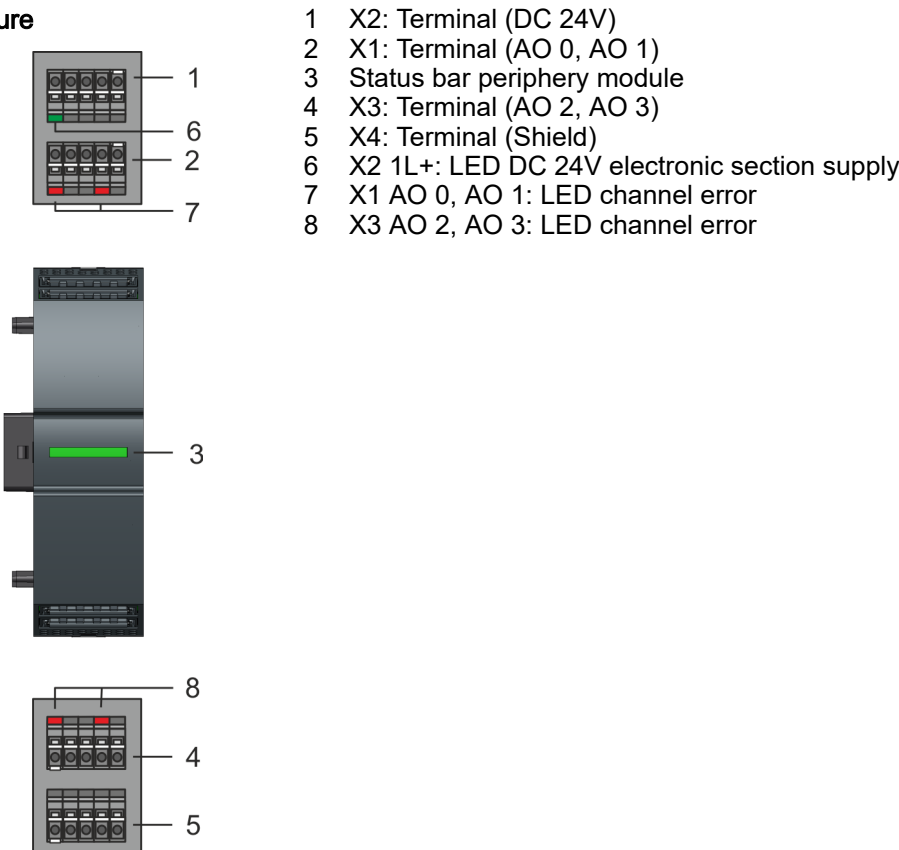 ure
1 X2: Terminal (DC 24V)
2 X1: Terminal (AO 0, AO 1)
3 Status bar periphery module
4 X3: Terminal (AO 2, AO 3)
5 X4: Terminal (Shield)
6 X2 1L+: LED DC 24V electronic section supply
7 X1 AO 0, AO 1: LED channel error
8 X3 AO 2, AO 3: LED channel error
1
6
2
7
3
8
4
5